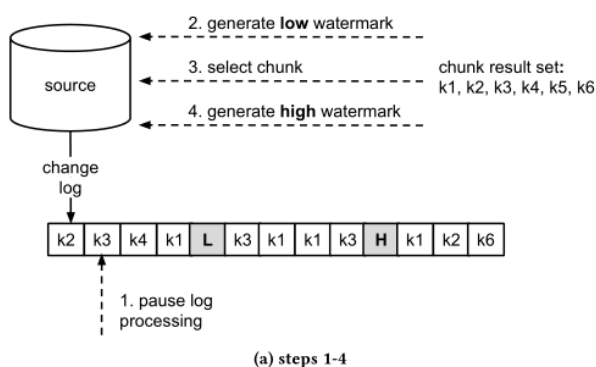 2. generate low watermark
source
3. select chunk
chunk result set:
k1, k2, k3, k4, k5, k6
4. generate high watermark
change
log
k2 k3 k4 k1 L k3 k1 k1 k3 H k1 k2 k6
1. pause log
processing
(a) steps 1-4